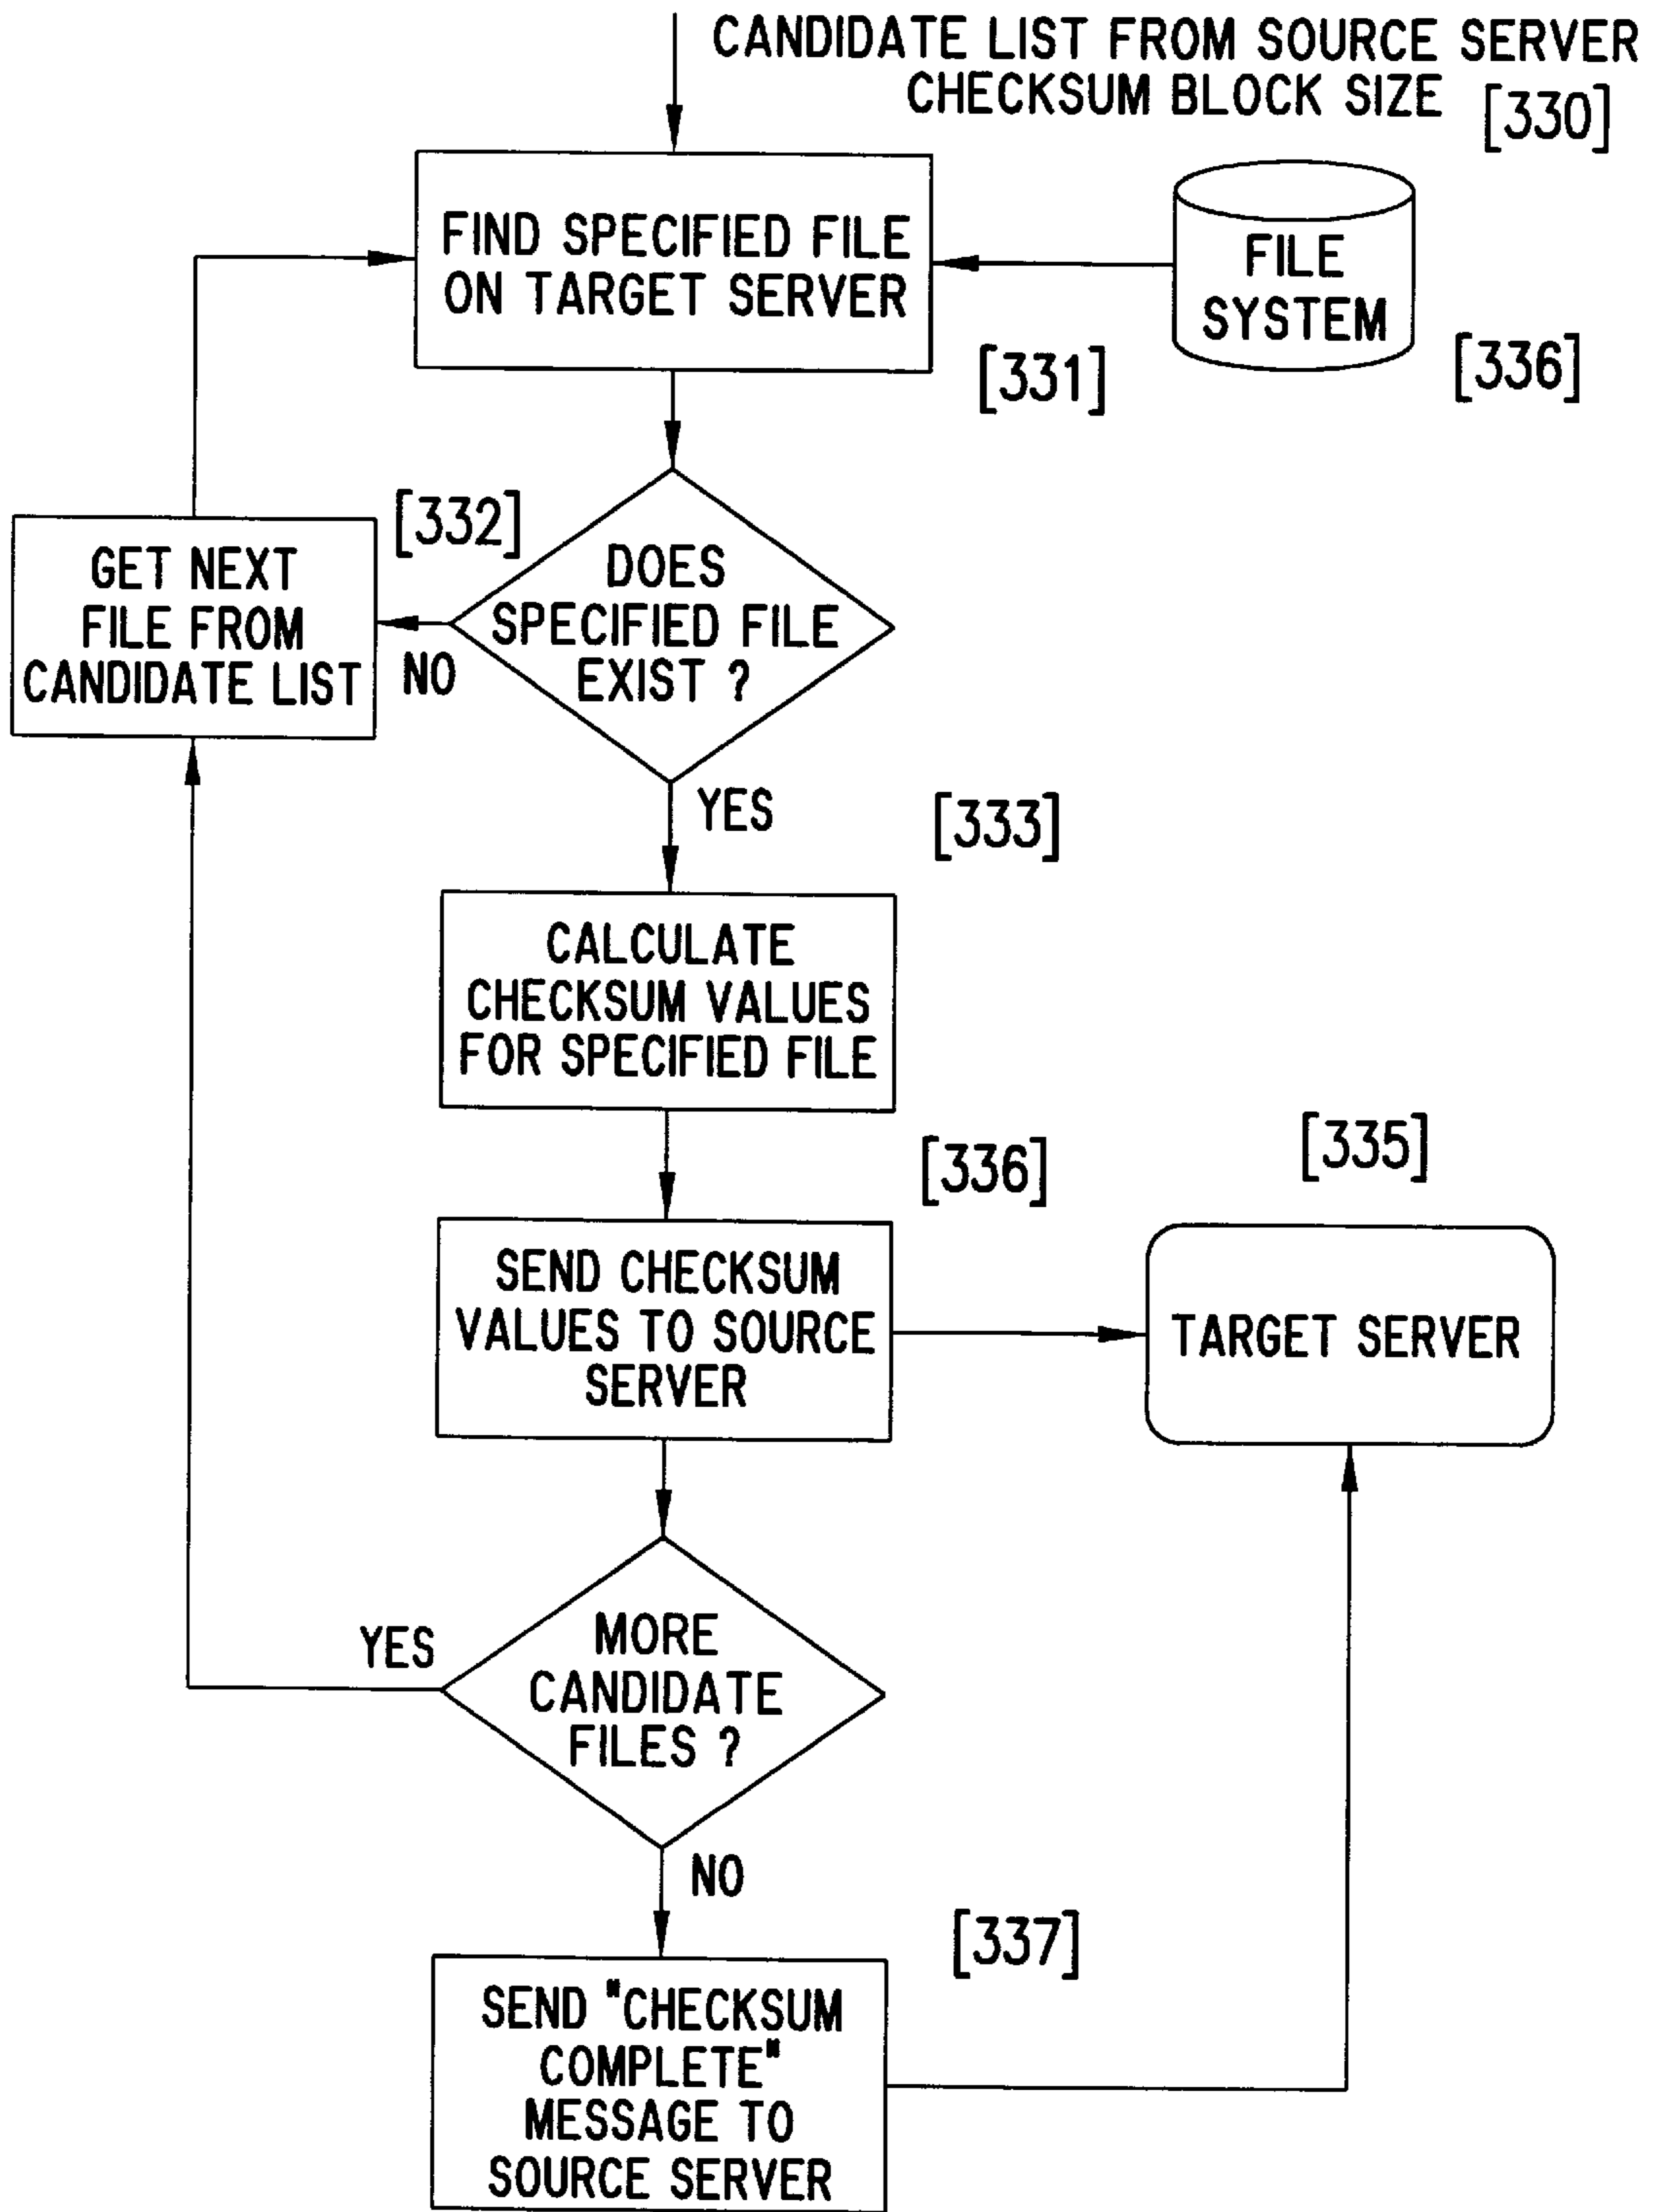 CANDIDATE LIST FROM SOURCE SERVER
CHECKSUM BLOCK SIZE
[330]
FIND SPECIFIED FILE
ON TARGET SERVER
FILE
SYSTEM
[331]
[336]
GET NEXT
FILE FROM
CANDIDATE LIST
[332]
DOES
SPECIFIED FILE
EXIST ?
NO
YES
[333]
CALCULATE
CHECKSUM VALUES
FOR SPECIFIED FILE
[336]
[335]
SEND CHECKSUM
VALUES TO SOURCE
SERVER
TARGET SERVER
YES
MORE
CANDIDATE
FILES ?
NO
[337]
SEND "CHECKSUM
COMPLETE"
MESSAGE TO
SOURCE SERVER